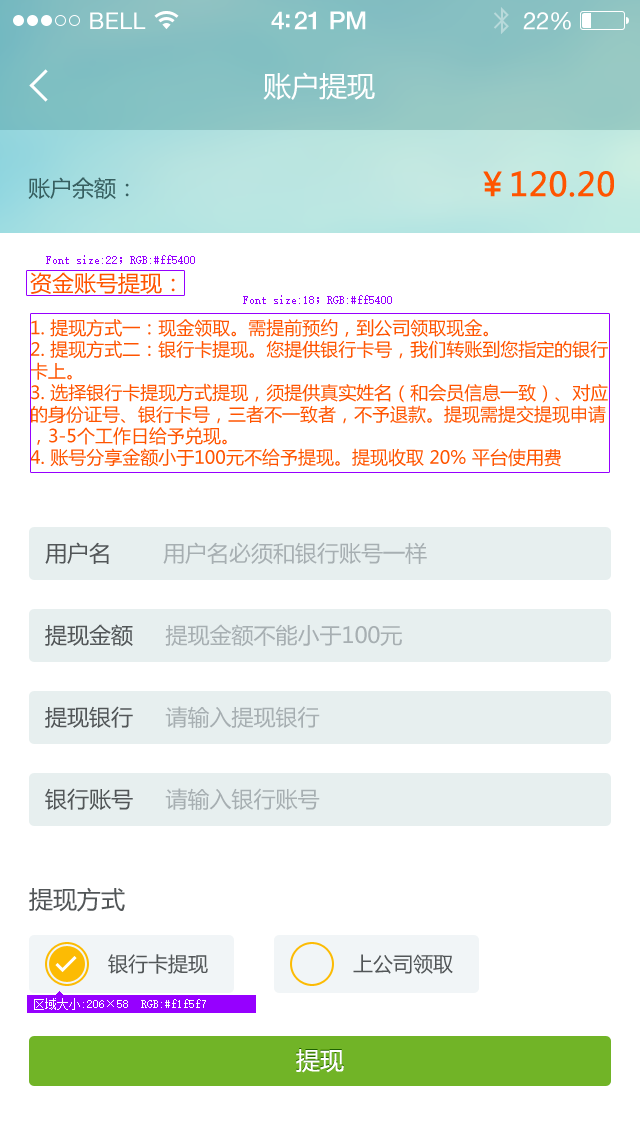 BELL 4:21 PM 22%
账户提现
账户余额： ¥120.20
Font size:22; RGB:#ff5400
资金账号提现：
Font size:18; RGB:#ff5400
1. 提现方式一：现金领取。需提前预约，到公司领取现金。
2. 提现方式二：银行卡提现。您提供银行卡号，我们转账到您指定的银行
卡上。
3. 选择银行卡提现方式提现，须提供真实姓名（和会员信息一致）、对应
的身份证号、银行卡号，三者不一致者，不予退款。提现需提交提现申请
，3-5个工作日给予兑现。
4. 账号分享金额小于100元不给予提现。提现收取 20% 平台使用费
用户名 用户名必须和银行账号一样
提现金额 提现金额不能小于100元
提现银行 请输入提现银行
银行账号 请输入银行账号
提现方式
银行卡提现 上公司领取
区域大小:206×58 RGB:#f1f5f7
提现